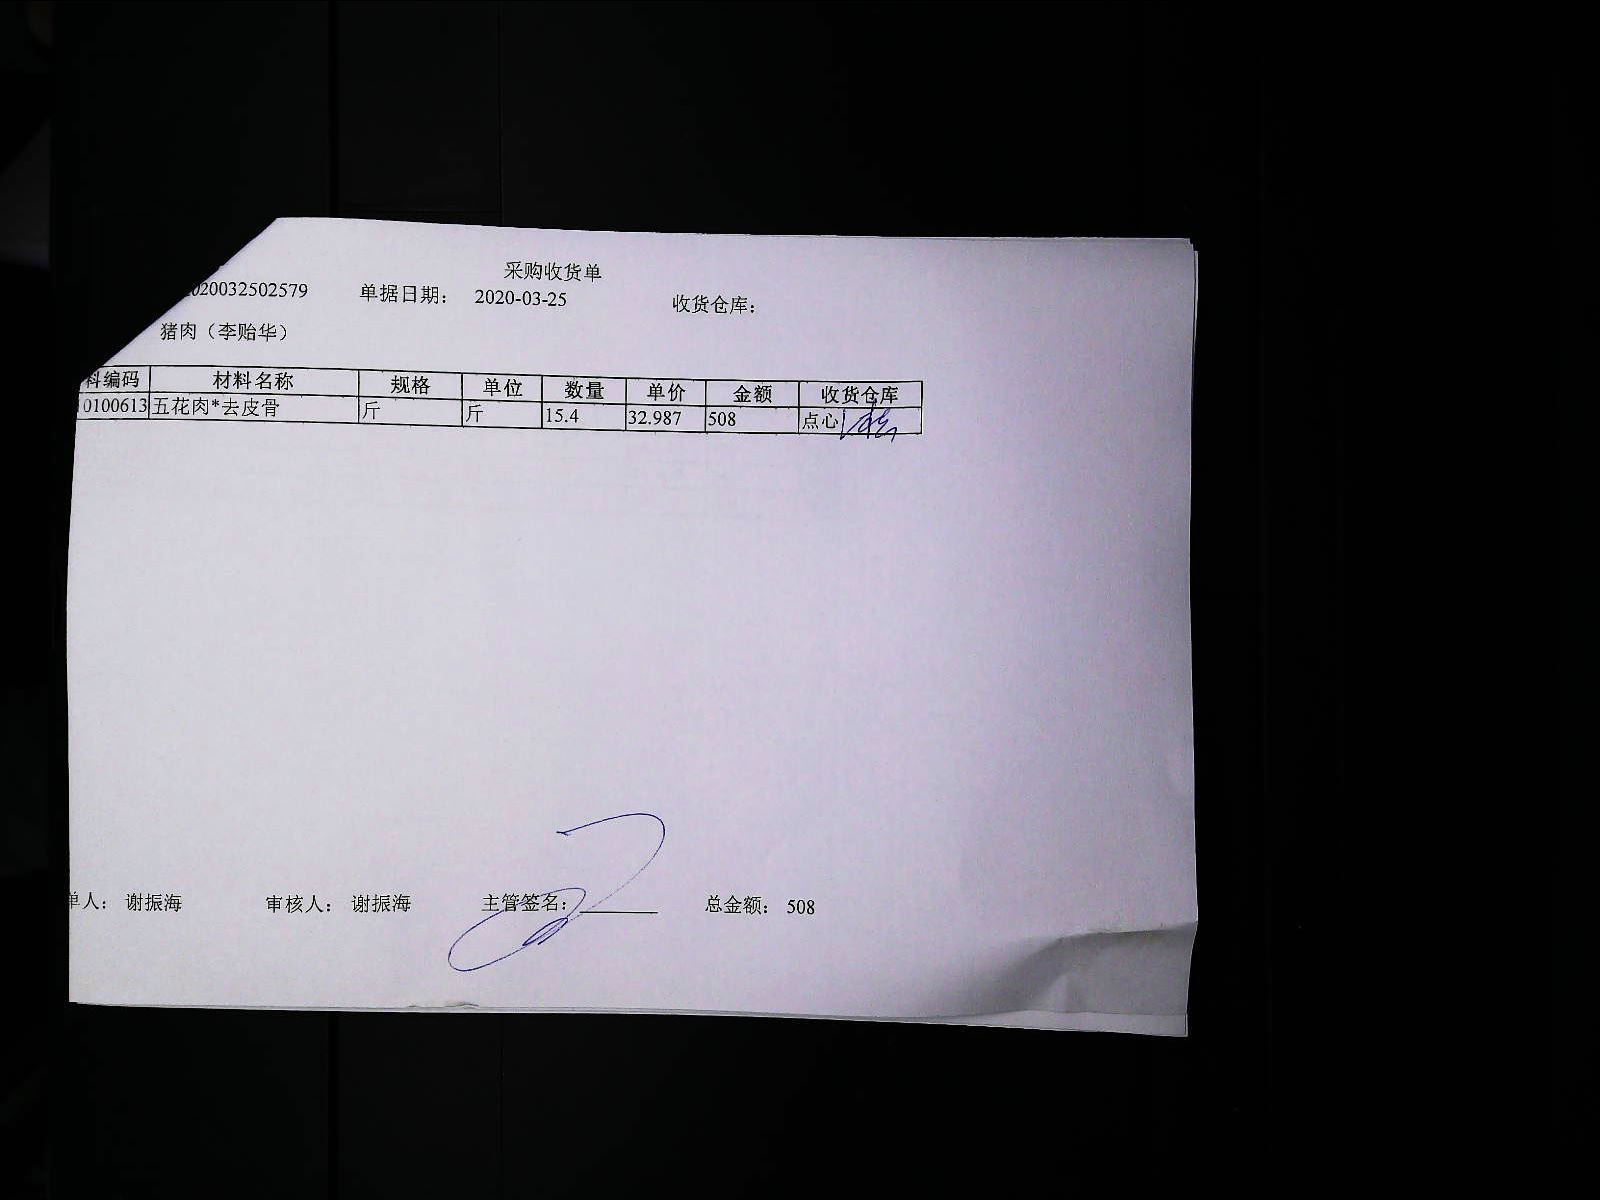 采购收货单
020032502579 单据日期: 2020-03-25 收货仓库:
猪肉（李贻华）
料编码 材料名称 规格 单位 数量 单价 金额 收货仓库
0100613 五花肉*去皮骨 斤 斤 15.4 32.987 508 点心
单人: 谢振海 审核人: 谢振海 主管签名: 总金额: 508